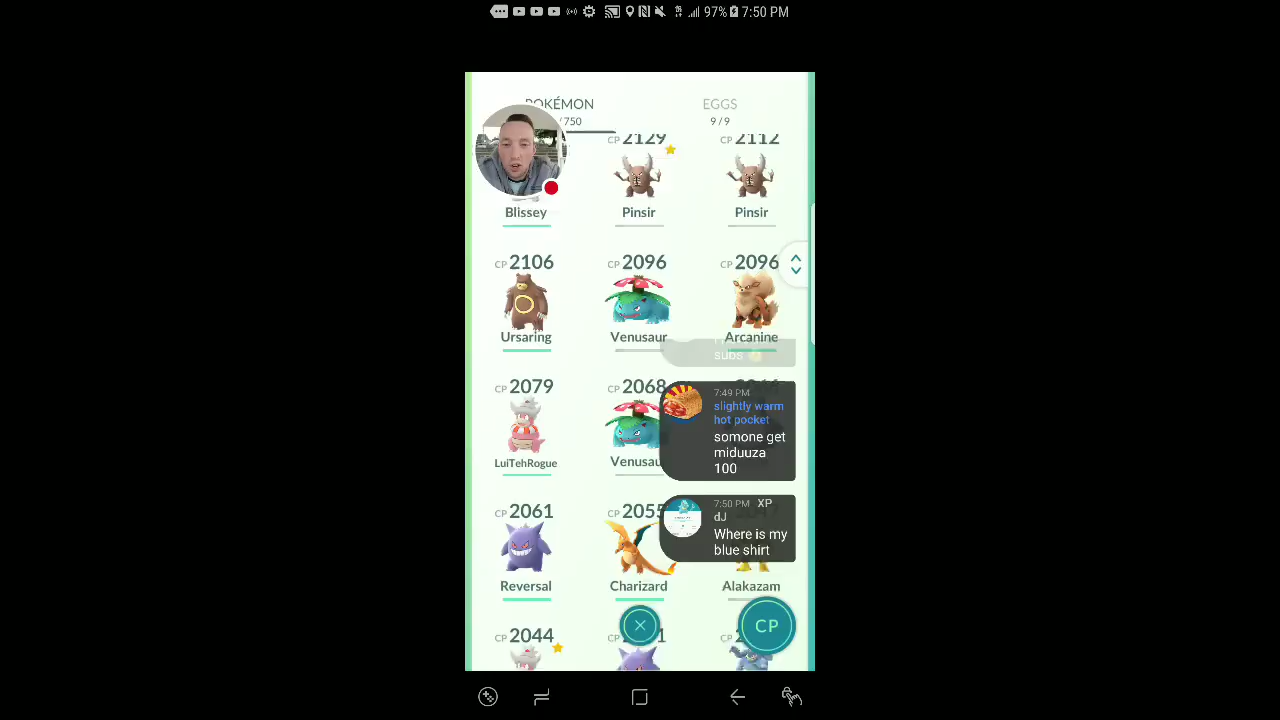 97% 7:50 PM
POKÉMON EGGS
/750 9 / 9
CP 2129 CP 2112
Blissey Pinsir Pinsir
CP 2106 CP 2096 CP 2096
Ursaring Venusaur Arcanine
subs
CP 2079 CP 2068
7:49 PM
slightly warm
hot pocket
somone get
miduuza
100
LuiTehRogue Venusau
7:50 PM XP
dJ
Where is my
blue shirt
CP 2061 CP 2055
Reversal Charizard Alakazam
CP 2044 CP
CP